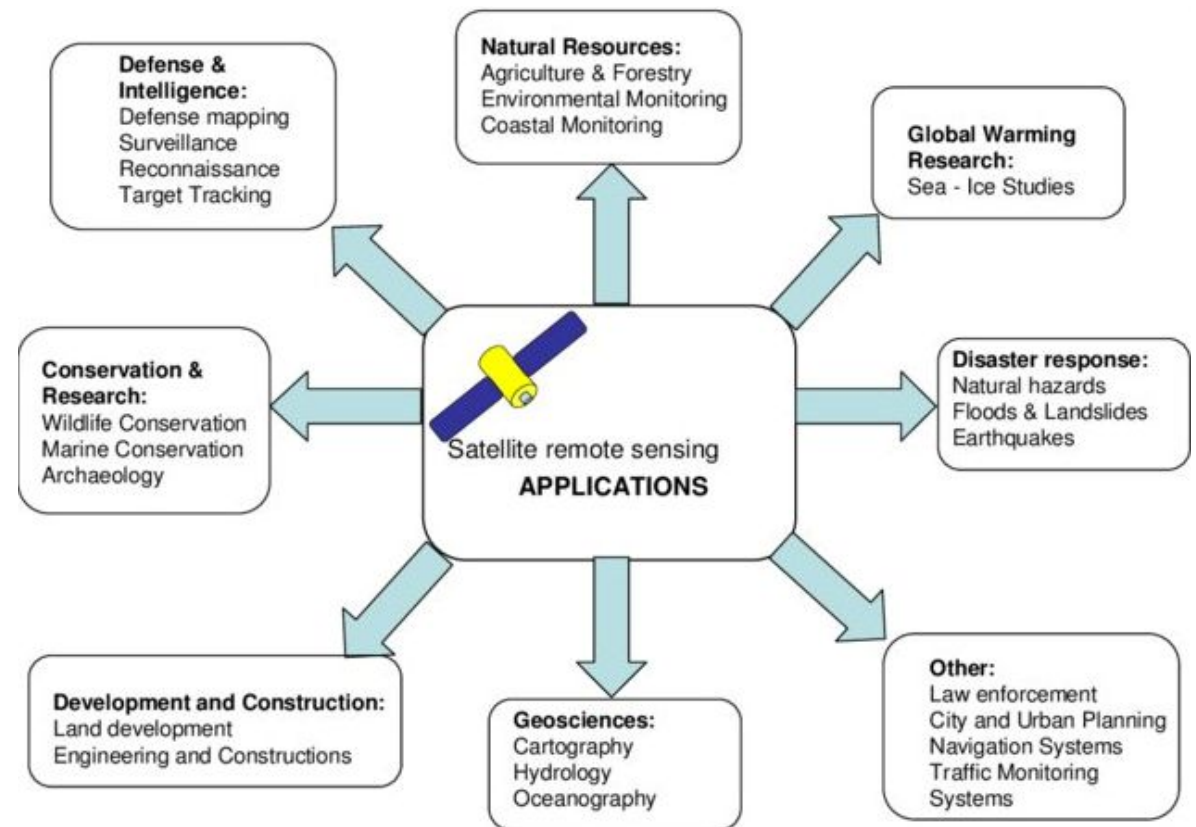 Defense &
Intelligence:
Defense mapping
Surveillance
Reconnaissance
Target Tracking
Natural Resources:
Agriculture & Forestry
Environmental Monitoring
Coastal Monitoring
Global Warming
Research:
Sea - Ice Studies
Conservation &
Research:
Wildlife Conservation
Marine Conservation
Archaeology
Satellite remote sensing
APPLICATIONS
Disaster response:
Natural hazards
Floods & Landslides
Earthquakes
Development and Construction:
Land development
Engineering and Constructions
Geosciences:
Cartography
Hydrology
Oceanography
Other:
Law enforcement
City and Urban Planning
Navigation Systems
Traffic Monitoring
Systems